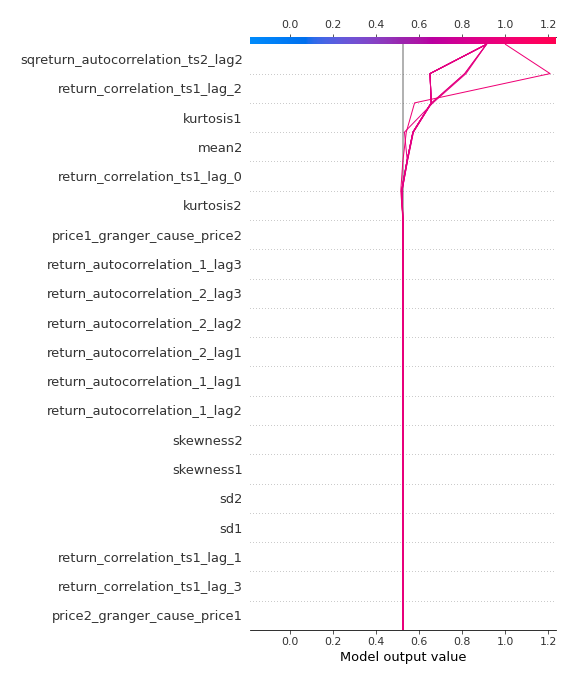 0.0 0.2 0.4 0.6 0.8 1.0 1.2
sqreturn_autocorrelation_ts2_lag2
return_correlation_ts1_lag_2
kurtosis1
mean2
return_correlation_ts1_lag_0
kurtosis2
price1_granger_cause_price2
return_autocorrelation_1_lag3
return_autocorrelation_2_lag3
return_autocorrelation_2_lag2
return_autocorrelation_2_lag1
return_autocorrelation_1_lag1
return_autocorrelation_1_lag2
skewness2
skewness1
sd2
sd1
return_correlation_ts1_lag_1
return_correlation_ts1_lag_3
price2_granger_cause_price1
0.0 0.2 0.4 0.6 0.8 1.0 1.2
Model output value